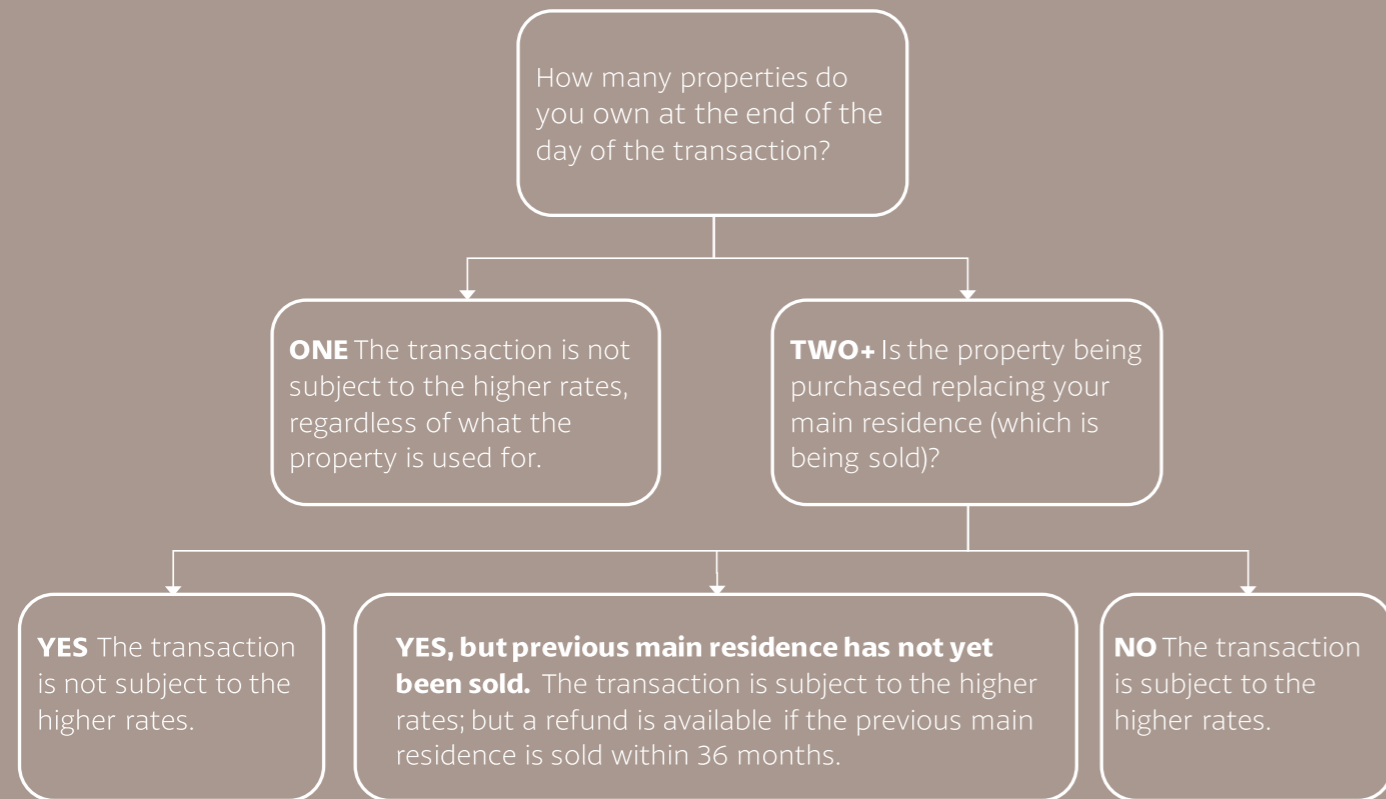 How many properties do
you own at the end of the
day of the transaction?
ONE The transaction is not
subject to the higher rates,
regardless of what the
property is used for.
TWO+ Is the property being
purchased replacing your
main residence (which is
being sold)?
YES The transaction
is not subject to the
higher rates.
YES, but previous main residence has not yet
been sold. The transaction is subject to the higher
rates; but a refund is available if the previous main
residence is sold within 36 months.
NO The transaction
is subject to the
higher rates.